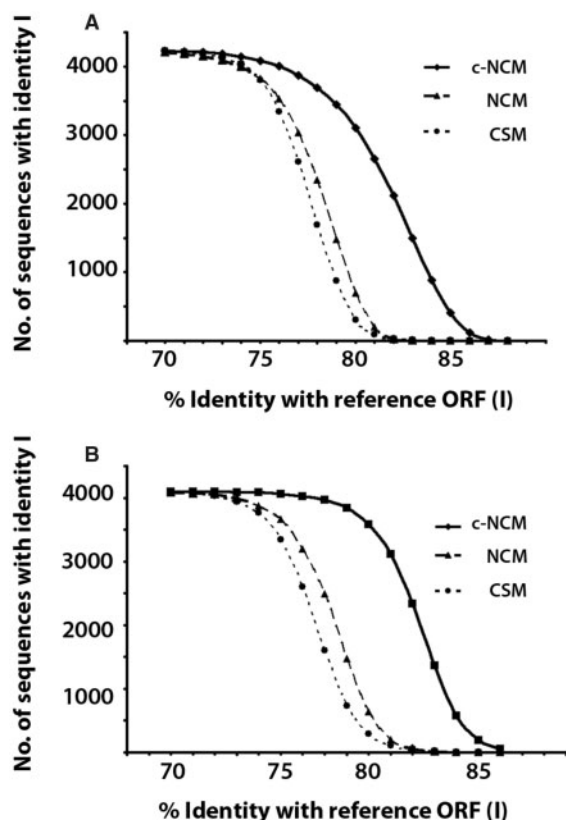 A
No. of sequences with identity I
4000
3000
2000
1000
c-NCM
NCM
CSM
70 75 80 85
% Identity with reference ORF (I)
B
No. of sequences with identity I
4000
3000
2000
1000
c-NCM
NCM
CSM
70 75 80 85
% Identity with reference ORF (I)